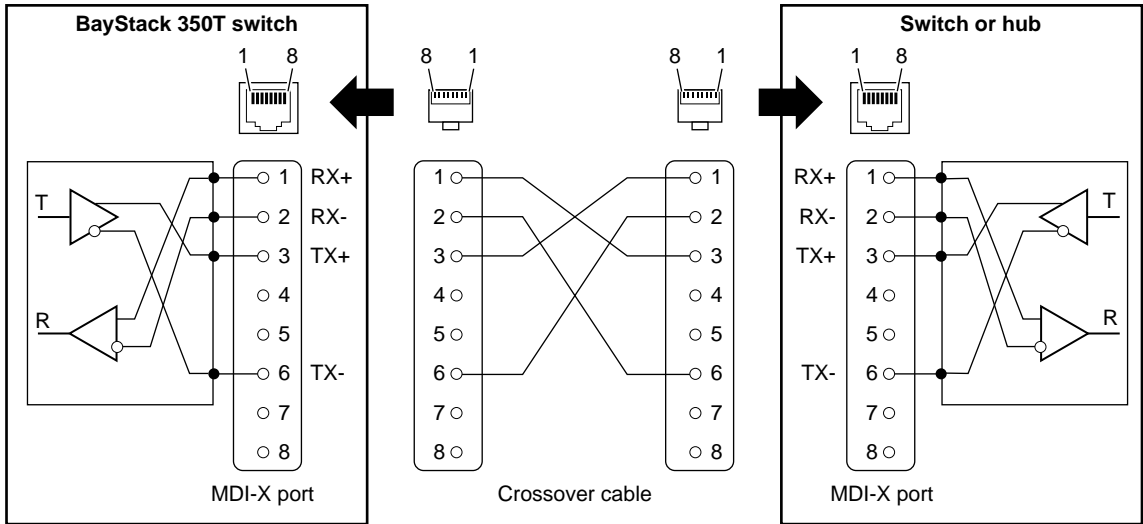 BayStack 350T switch
Switch or hub
1 8
8 1
8 1
1 8
1 RX+
1
1
RX+ 1
T
2 RX-
2
2
RX- 2
T
3 TX+
3
3
TX+ 3
4
4
4
4
R
5
5
5
5
R
6 TX-
6
6
TX- 6
7
7
7
7
8
8
8
8
MDI-X port
Crossover cable
MDI-X port